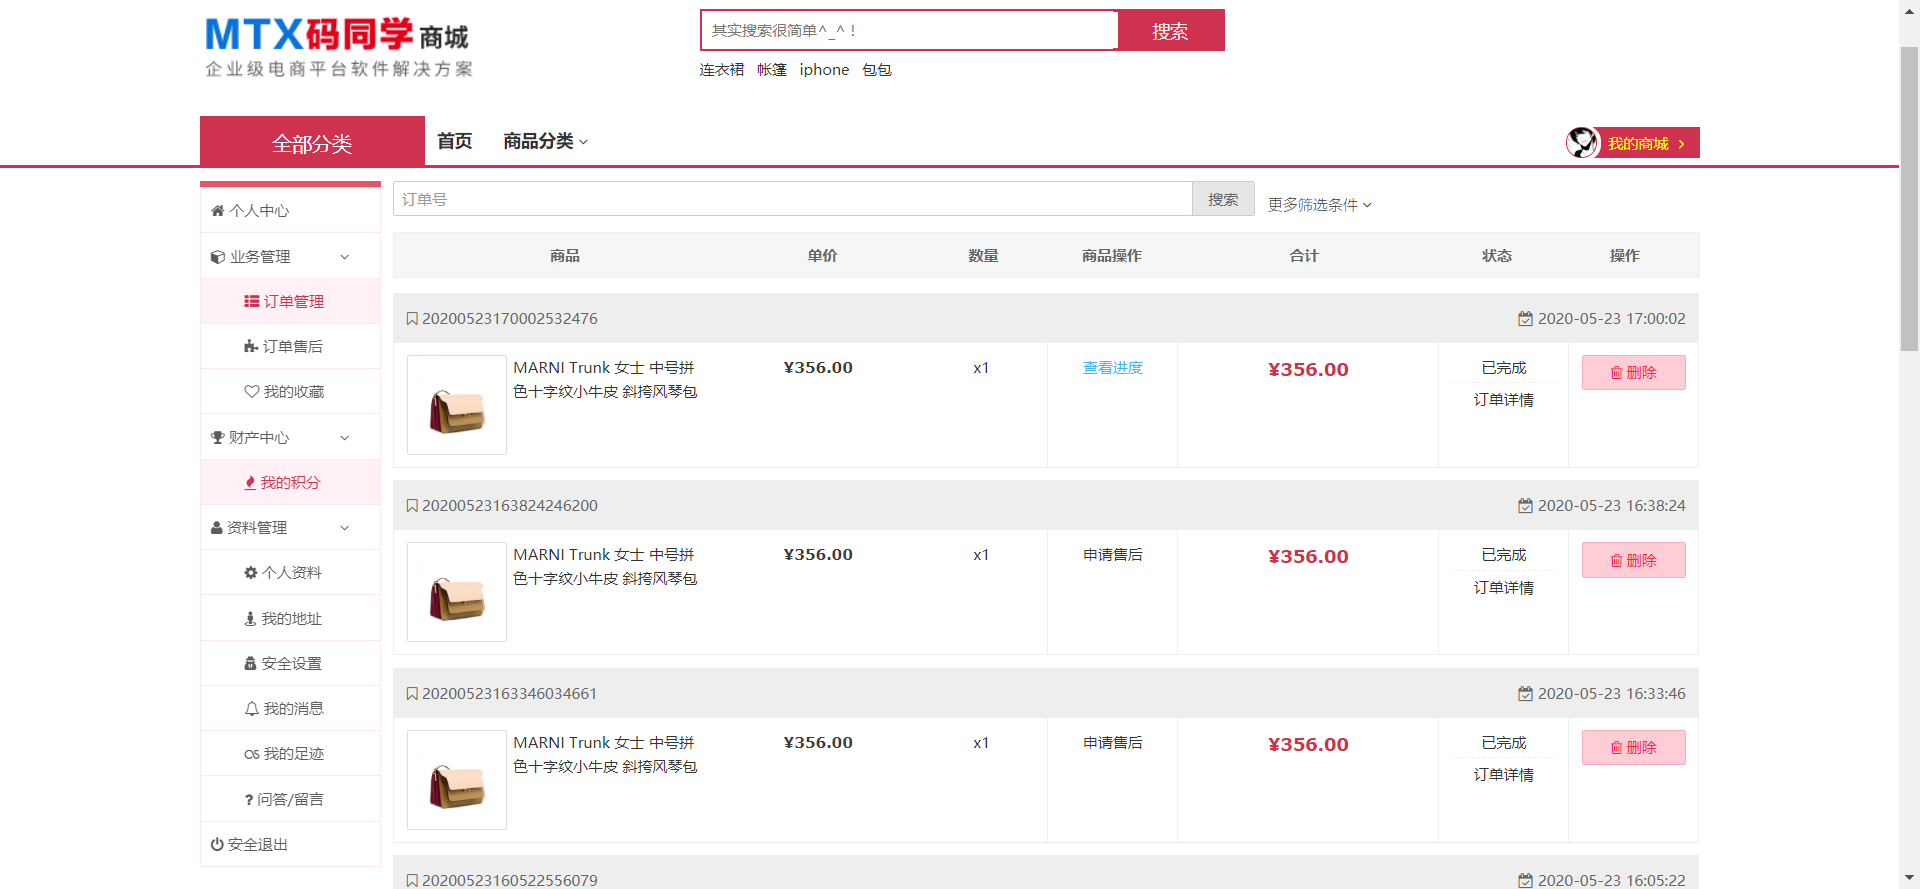 MTX码同学商城
企业级电商平台软件解决方案
其实搜索很简单^_^ !
搜索
连衣裙 帐篷 iphone 包包
全部分类
首页
商品分类
我的商城
个人中心
业务管理
订单管理
订单售后
我的收藏
财产中心
我的积分
资料管理
个人资料
我的地址
安全设置
我的消息
我的足迹
? 问答/留言
安全退出
订单号
搜索
更多筛选条件
商品 单价 数量 商品操作 合计 状态 操作
20200523170002532476 2020-05-23 17:00:02
MARNI Trunk 女士 中号拼
色十字纹小牛皮 斜挎风琴包
¥356.00
x1
查看进度
¥356.00
已完成
订单详情
删除
20200523163824246200 2020-05-23 16:38:24
MARNI Trunk 女士 中号拼
色十字纹小牛皮 斜挎风琴包
¥356.00
x1
申请售后
¥356.00
已完成
订单详情
删除
20200523163346034661 2020-05-23 16:33:46
MARNI Trunk 女士 中号拼
色十字纹小牛皮 斜挎风琴包
¥356.00
x1
申请售后
¥356.00
已完成
订单详情
删除
20200523160522556079 2020-05-23 16:05:22